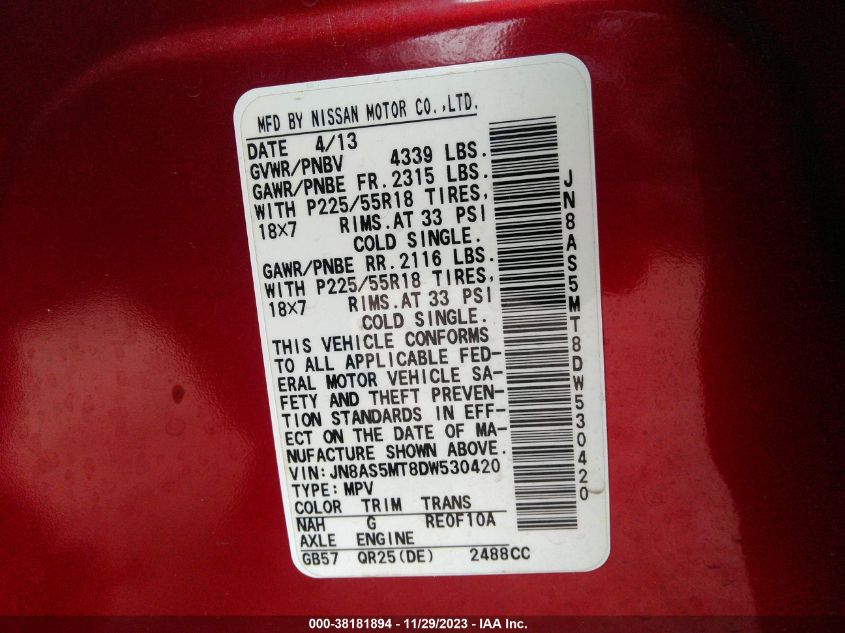 MFD BY NISSAN MOTOR CO.,LTD.
DATE 4/13
GVWR/PNBV 4339 LBS.
GAWR/PNBE FR.2315 LBS.
WITH P225/55R18 TIRES,
18X7 RIMS.AT 33 PSI
COLD SINGLE.
GAWR/PNBE RR.2116 LBS.
WITH P225/55R18 TIRES,
18X7 RIMS.AT 33 PSI
COLD SINGLE.
THIS VEHICLE CONFORMS
TO ALL APPLICABLE FED-
ERAL MOTOR VEHICLE SA-
FETY AND THEFT PREVEN-
TION STANDARDS IN EFF-
ECT ON THE DATE OF MA-
NUFACTURE SHOWN ABOVE.
VIN: JN8AS5MT8DW530420
TYPE: MPV
COLOR TRIM TRANS
NAH G RE0F10A
AXLE ENGINE
GB57 QR25(DE) 2488CC
JN8AS5MT8DW530420
000-38181894 - 11/29/2023 - IAA Inc.